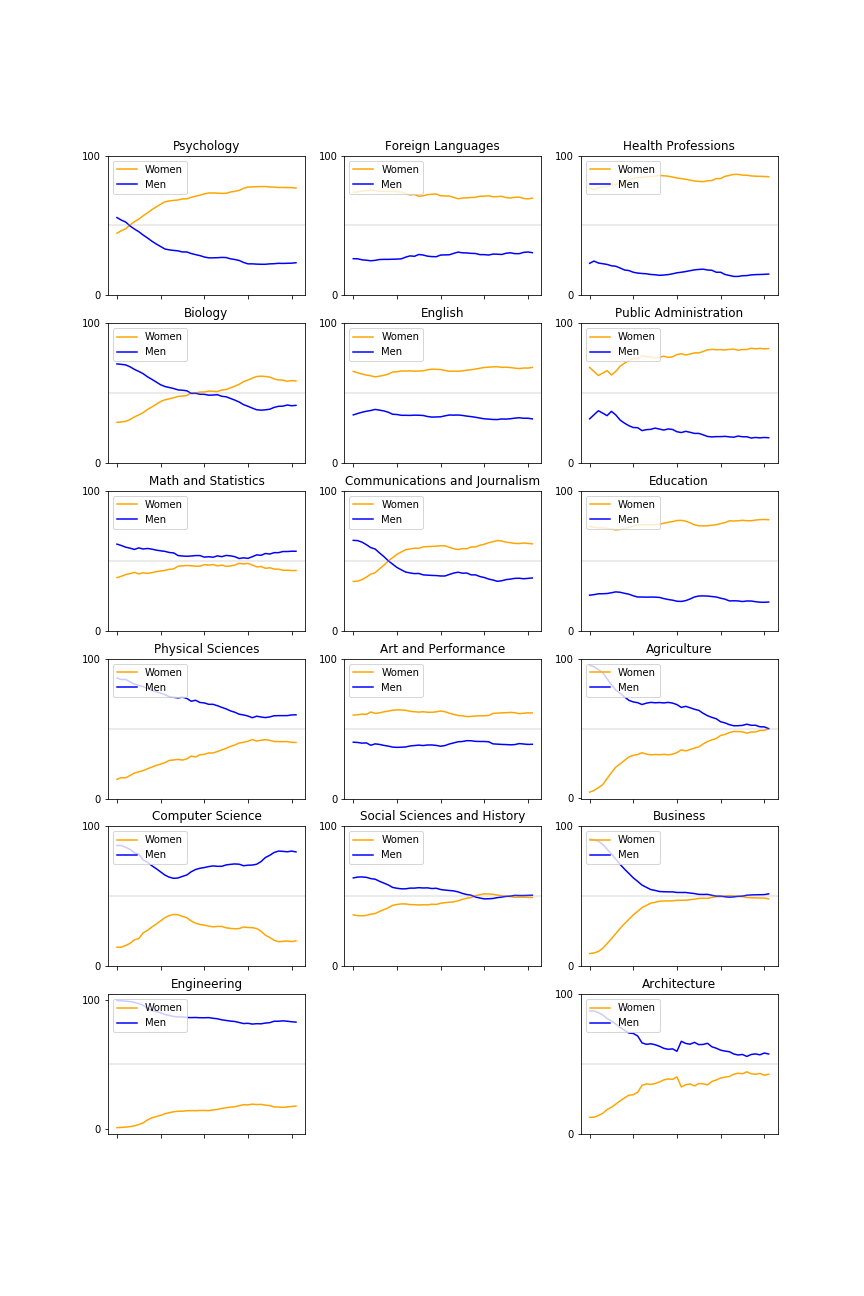 Psychology
100
Women
Men
0
Foreign Languages
100
Women
Men
0
Health Professions
100
Women
Men
0
Biology
100
Women
Men
0
English
100
Women
Men
0
Public Administration
100
Women
Men
0
Math and Statistics
100
Women
Men
0
Communications and Journalism
100
Women
Men
0
Education
100
Women
Men
0
Physical Sciences
100
Women
Men
0
Art and Performance
100
Women
Men
0
Agriculture
100
Women
Men
0
Computer Science
100
Women
Men
0
Social Sciences and History
100
Women
Men
0
Business
100
Women
Men
0
Engineering
100
Women
Men
0
Architecture
100
Women
Men
0